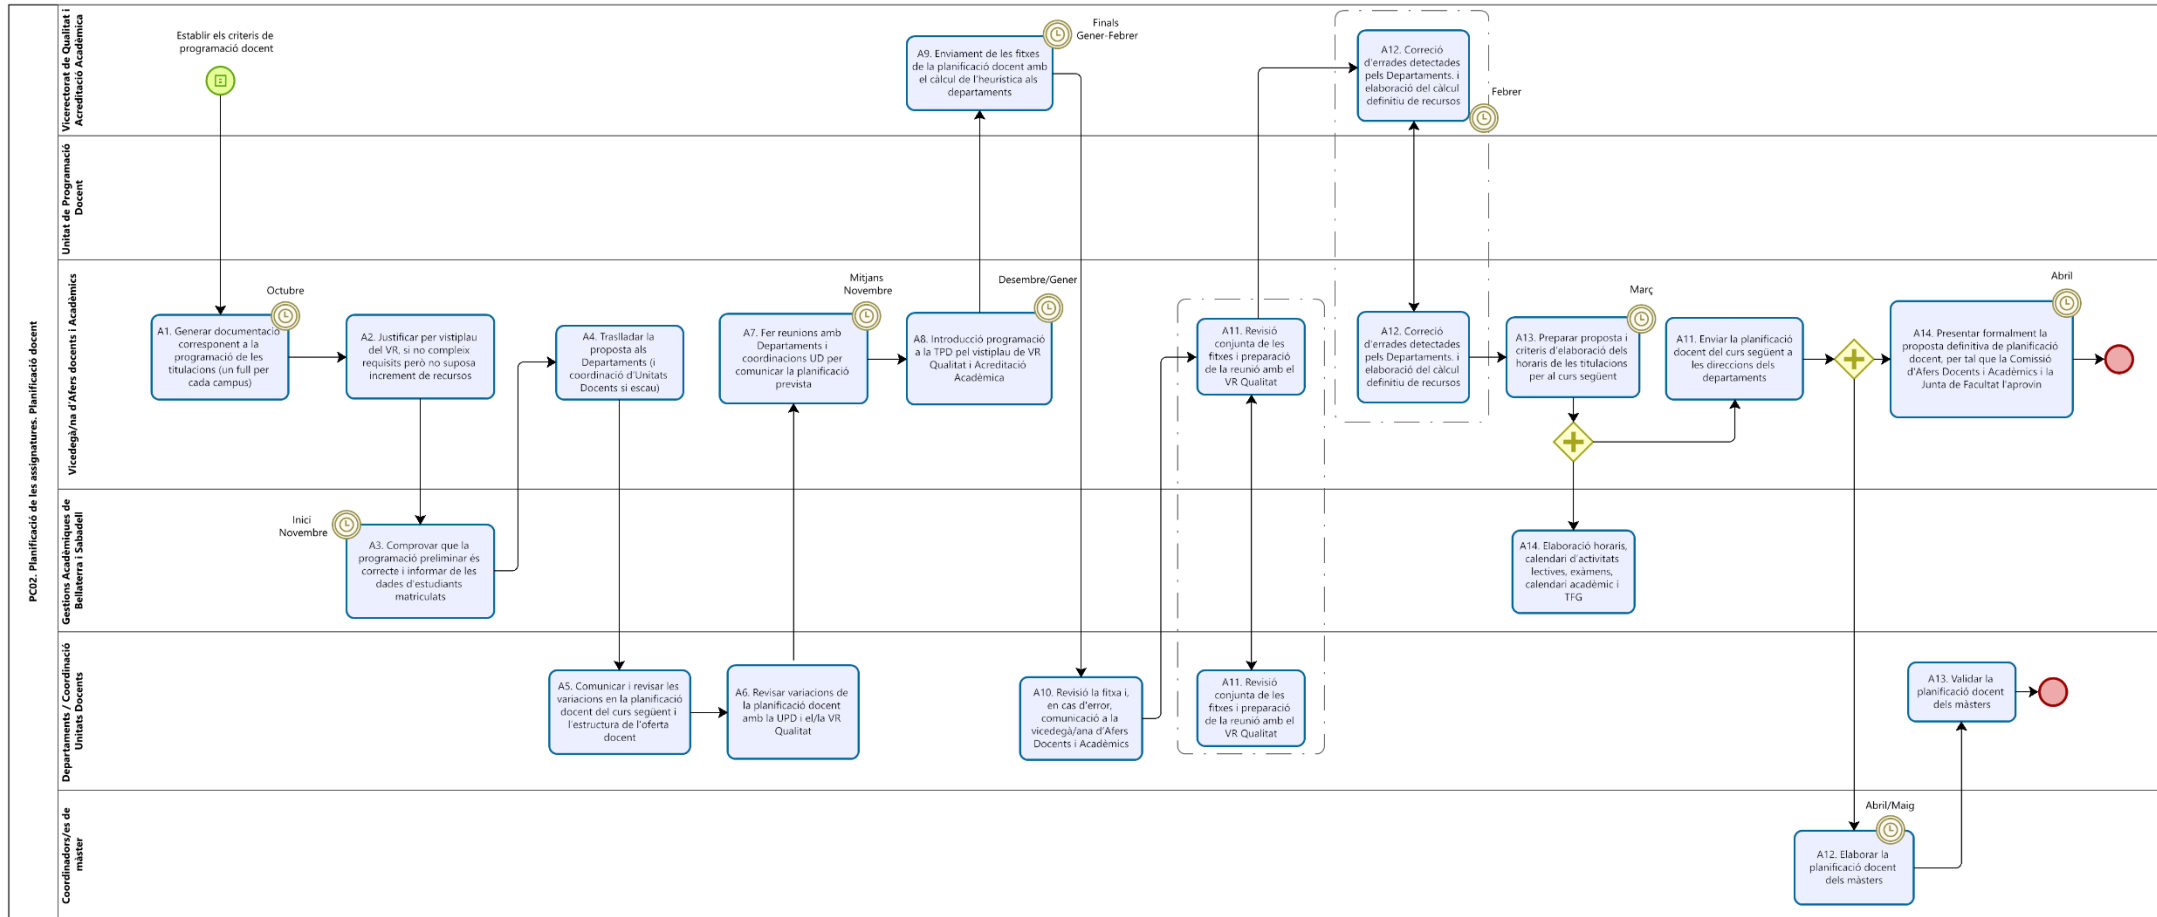 PC02. Planificació de les assignatures. Planificació docent
Vicerectorat de Qualitat i
Acreditació Acadèmica
Establir els criteris de
programació docent
A9. Enviament de les fitxes
de la planificació docent amb
el càlcul de l'heurística als
departaments
Finals
Gener-Febrer
A12. Correció
d'errades detectades
pels Departaments. i
elaboració del càlcul
definitiu de recursos
Febrer
Unitat de Programació
Docent
Vicedegà/na d'Afers docents i Acadèmics
Octubre
A1. Generar documentació
corresponent a la
programació de les
titulacions (un full per
cada campus)
A2. Justificar per vistiplau
del VR, si no compleix
requisits però no suposa
increment de recursos
A4. Traslladar la
proposta als
Departaments (i
coordinació d'Unitats
Docents si escau)
Mitjans
Novembre
A7. Fer reunions amb
Departaments i
coordinacions UD per
comunicar la planificació
prevista
Desembre/Gener
A8. Introducció programació
a la TPD pel vistiplau de VR
Qualitat i Acreditació
Acadèmica
A11. Revisió
conjunta de les
fitxes i preparació
de la reunió amb el
VR Qualitat
A12. Correció
d'errades detectades
pels Departaments. i
elaboració del càlcul
definitiu de recursos
Març
A13. Preparar proposta i
criteris d'elaboració dels
horaris de les titulacions
per al curs següent
A11. Enviar la planificació
docent del curs següent a
les direccions dels
departaments
Abril
A14. Presentar formalment la
proposta definitiva de planificació
docent, per tal que la Comissió
d'Afers Docents i Acadèmics i la
Junta de Facultat l'aprovin
Gestions Acadèmiques de
Bellaterra i Sabadell
Inici
Novembre
A3. Comprovar que la
programació preliminar és
correcte i informar de les
dades d'estudiants
matriculats
A14. Elaboració horaris,
calendari d'activitats
lectives, exàmens,
calendari acadèmic i
TFG
Departaments / Coordinació
Unitats Docents
A5. Comunicar i revisar les
variacions en la planificació
docent del curs següent i
l'estructura de l'oferta
docent
A6. Revisar variacions de
la planificació docent
amb la UPD i el/la VR
Qualitat
A10. Revisió la fitxa i,
en cas d'error,
comunicació a la
vicedegà/ana d'Afers
Docents i Acadèmics
A11. Revisió
conjunta de les
fitxes i preparació
de la reunió amb el
VR Qualitat
A13. Validar la
planificació docent
dels màsters
Coordinadors/es de
màster
Abril/Maig
A12. Elaborar la
planificació docent
dels màsters